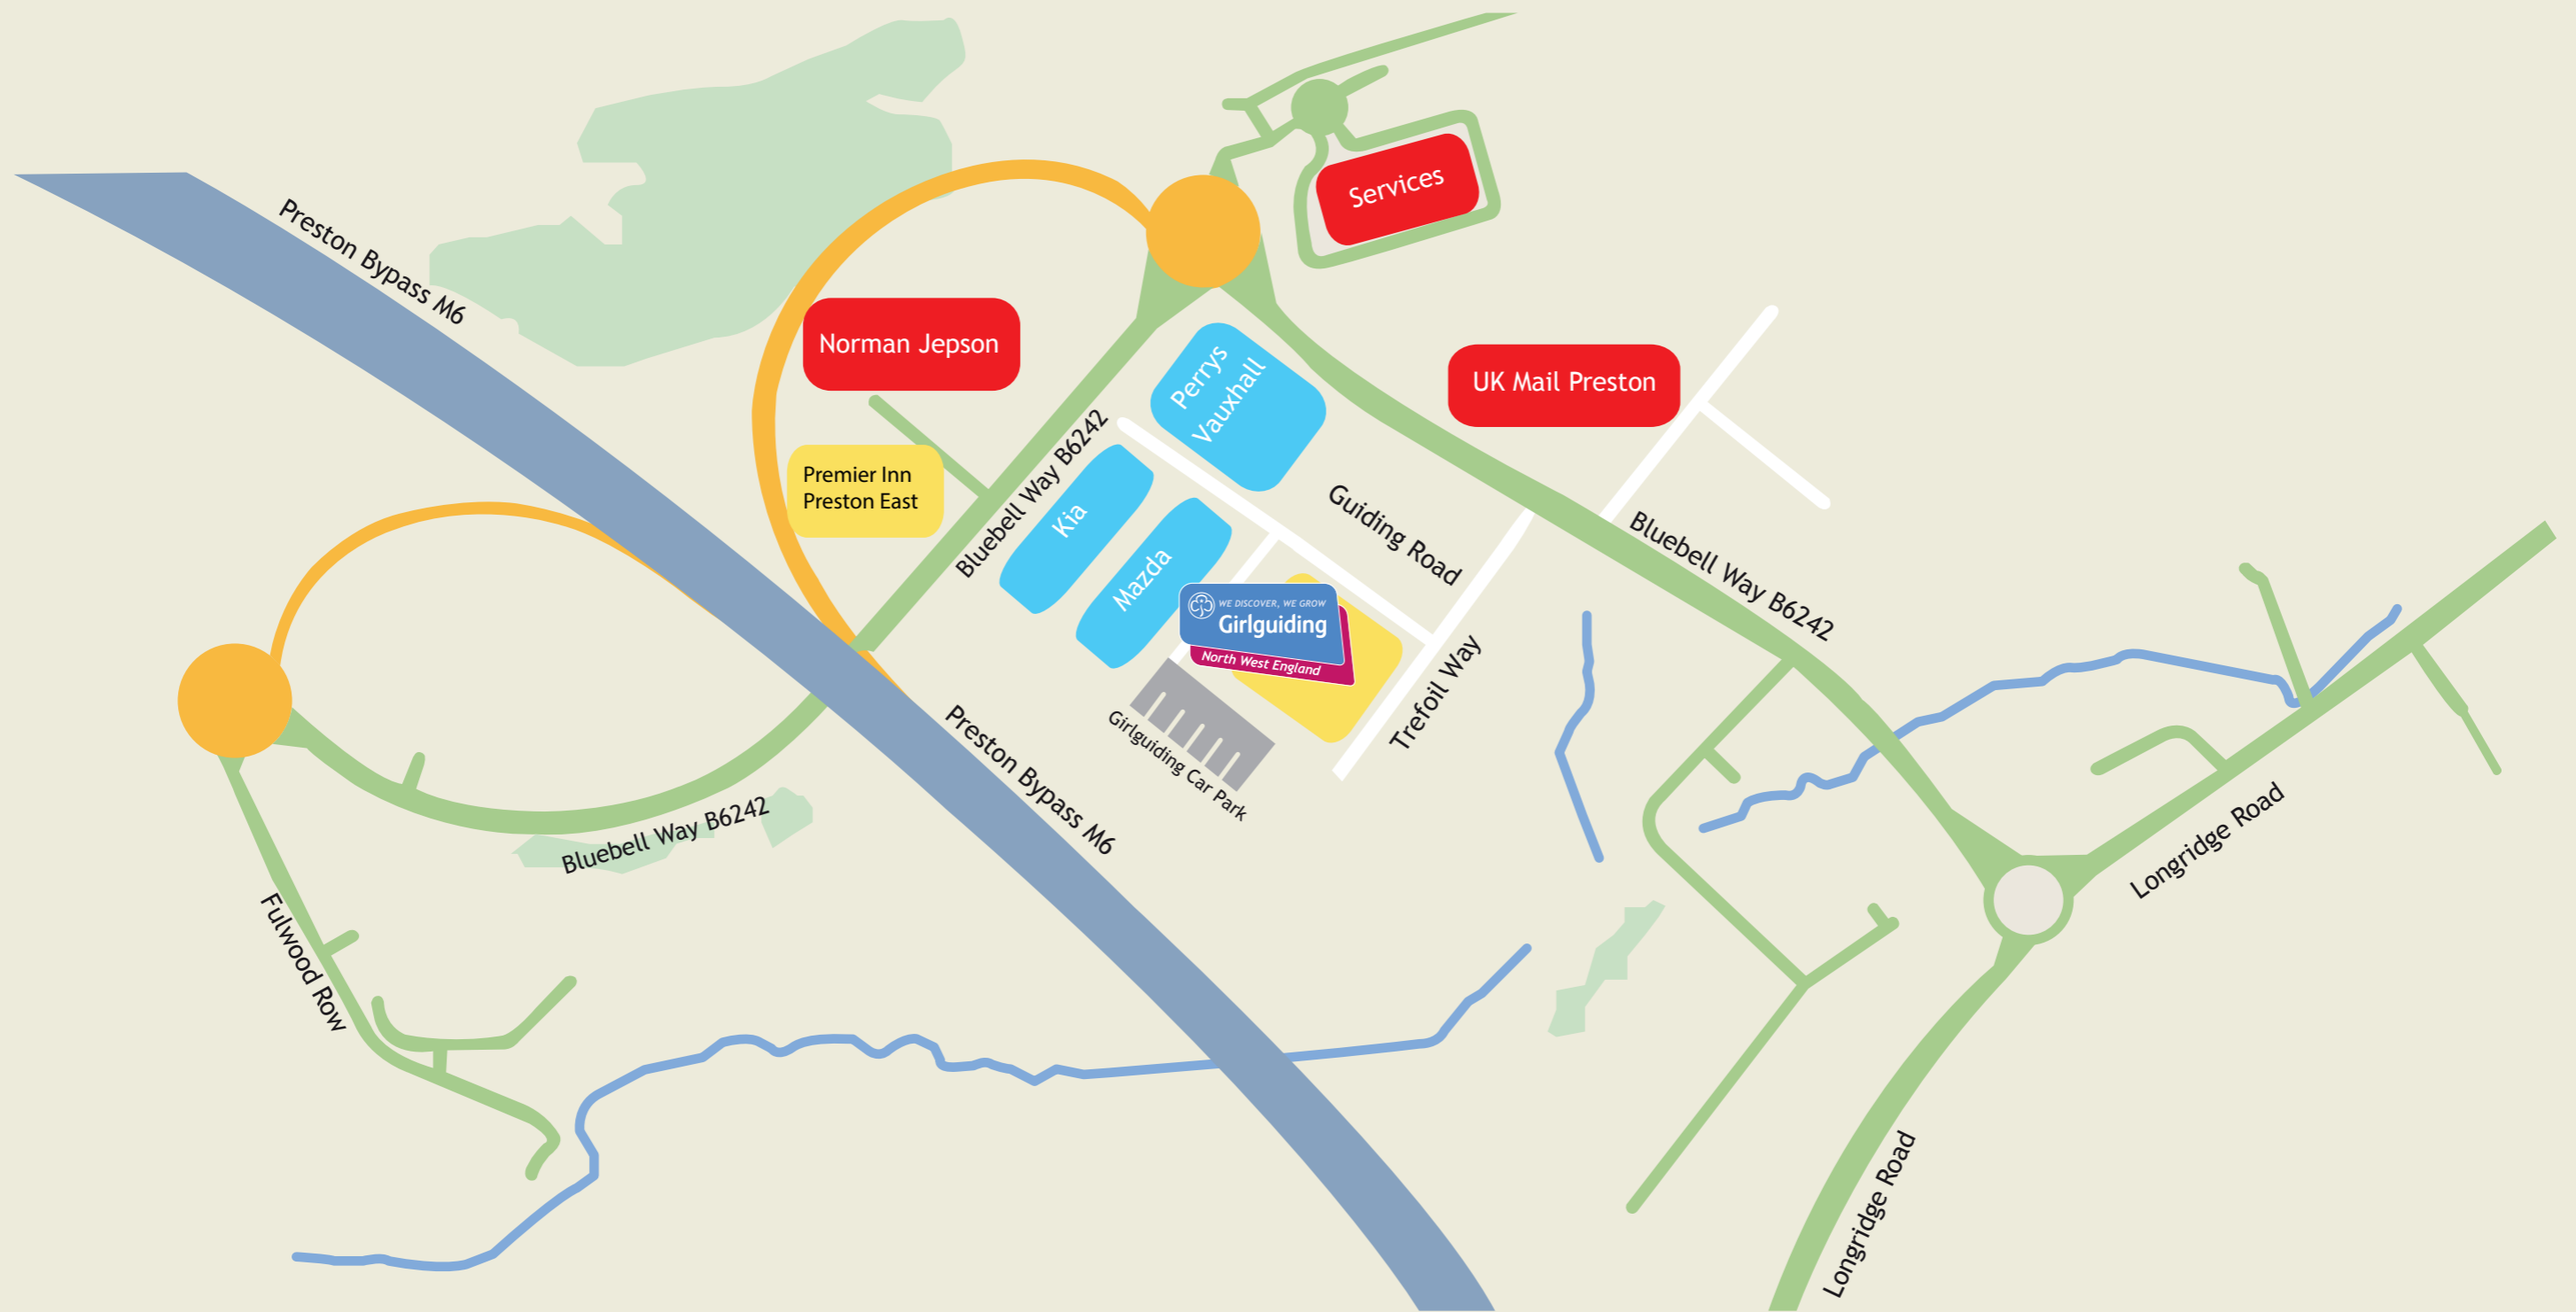 Services
Preston Bypass M6
Norman Jepson
Perrys
Vauxhall
UK Mail Preston
Premier Inn
Preston East
Bluebell Way B6242
Kia
Mazda
Guiding Road
Bluebell Way B6242
WE DISCOVER, WE GROW
Girlguiding
North West England
Trefoil Way
Girlguiding Car Park
Preston Bypass M6
Bluebell Way B6242
Longridge Road
Fulwood Row
Longridge Road